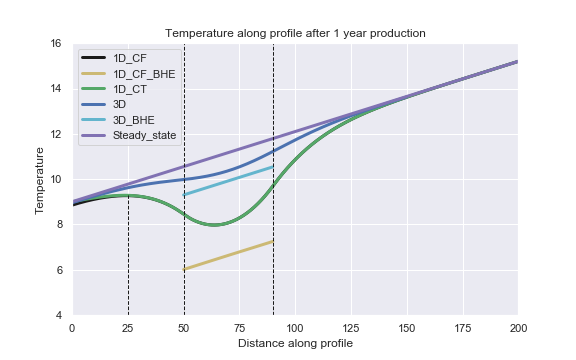 Temperature along profile after 1 year production
16
14
12
10
8
6
4
Temperature
1D_CF
1D_CF_BHE
1D_CT
3D
3D_BHE
Steady_state
0
25
50
75
100
125
150
175
200
Distance along profile